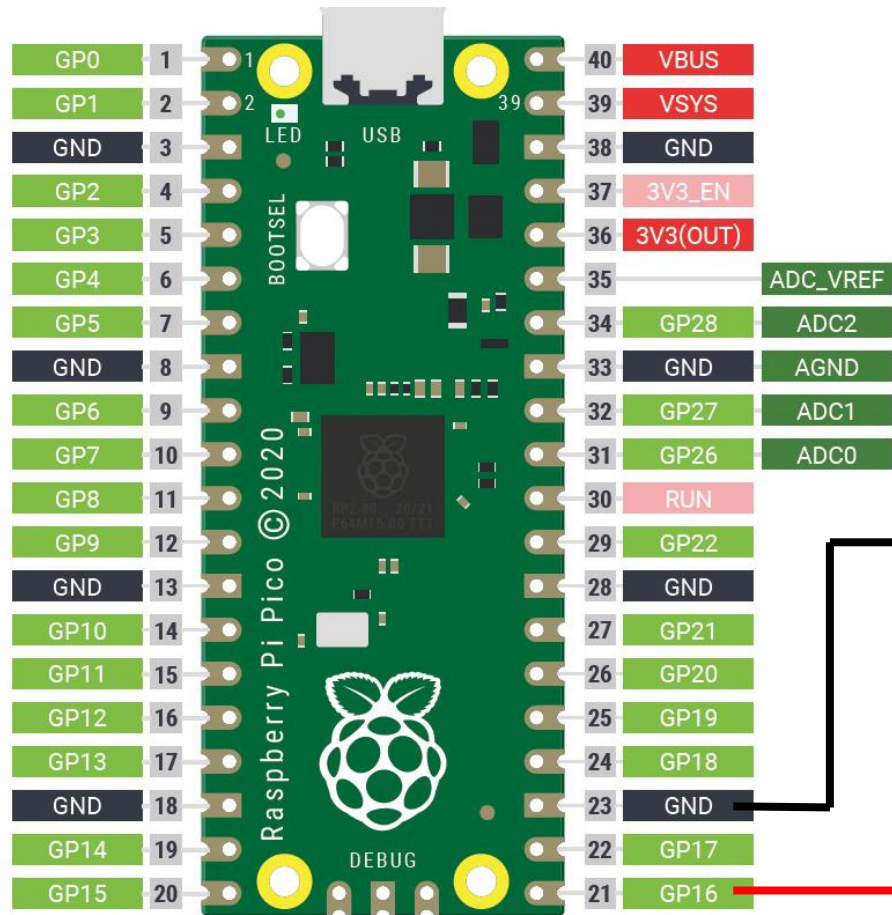 GP0 1 1 40 VBUS
GP1 2 2 39 39 VSYS
LED USB
GND 3 38 GND
GP2 4 37 3V3_EN
GP3 5 BOOTSEL 36 3V3(OUT)
GP4 6 35 ADC_VREF
GP5 7 34 GP28 ADC2
GND 8 33 GND AGND
GP6 9 32 GP27 ADC1
GP7 10 31 GP26 ADC0
GP8 11 30 RUN
GP9 12 29 GP22
GND 13 28 GND
GP10 14 27 GP21
GP11 15 26 GP20
GP12 16 25 GP19
GP13 17 24 GP18
GND 18 23 GND
GP14 19 22 GP17
GP15 20 21 GP16
Raspberry Pi Pico ©2020
DEBUG